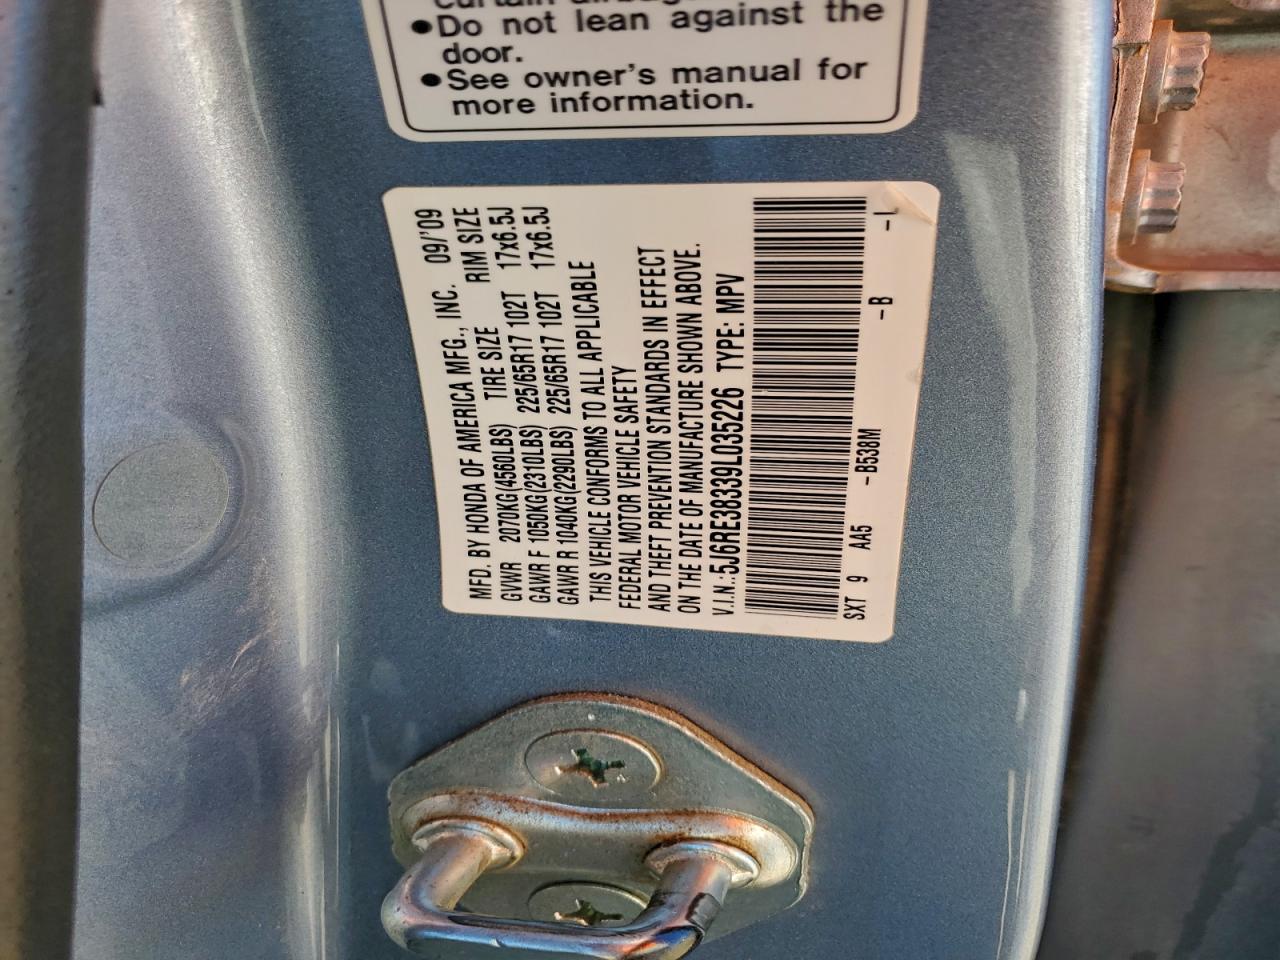 Curtain airbag
●Do not lean against the
door.
●See owner's manual for
more information.
MFD. BY HONDA OF AMERICA MFG., INC. 09/'09
GVWR 2070KG(4560LBS) TIRE SIZE RIM SIZE
GAWR F 1050KG(2310LBS) 225/65R17 102T 17x6.5J
GAWR R 1040KG(2290LBS) 225/65R17 102T 17x6.5J
THIS VEHICLE CONFORMS TO ALL APPLICABLE
FEDERAL MOTOR VEHICLE SAFETY
AND THEFT PREVENTION STANDARDS IN EFFECT
ON THE DATE OF MANUFACTURE SHOWN ABOVE.
V.I.N.:5J6RE38339L035226 TYPE: MPV
SXT 9 AA5 -B538M -B -L